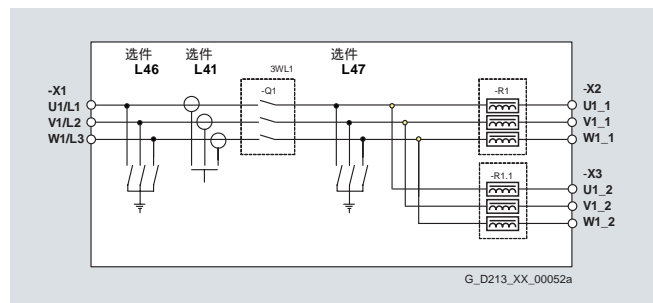 选件 选件 选件
L46 L41 3WL1 L47
-X1 -Q1 -R1 -X2
U1/L1 U1_1
V1/L2 V1_1
W1/L3 W1_1
-R1.1 -X3
U1_2
V1_2
W1_2
G_D213_XX_00052a